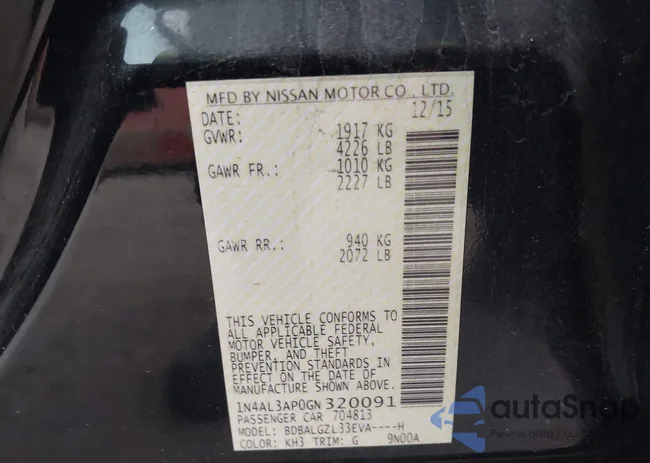 MFD BY NISSAN MOTOR CO., LTD.
DATE: 12/15
GVWR: 1917 KG
4226 LB
GAWR FR.: 1010 KG
2227 LB
GAWR RR.: 940 KG
2072 LB
THIS VEHICLE CONFORMS TO
ALL APPLICABLE FEDERAL
MOTOR VEHICLE SAFETY,
BUMPER, AND THEFT
PREVENTION STANDARDS IN
EFFECT ON THE DATE OF
MANUFACTURE SHOWN ABOVE.
1N4AL3AP0GN320091
PASSENGER CAR 704813
MODEL: BDBALGZL33EVA----H
COLOR: KH3 TRIM: G 9N00A
autaSnap
Pewne auta z